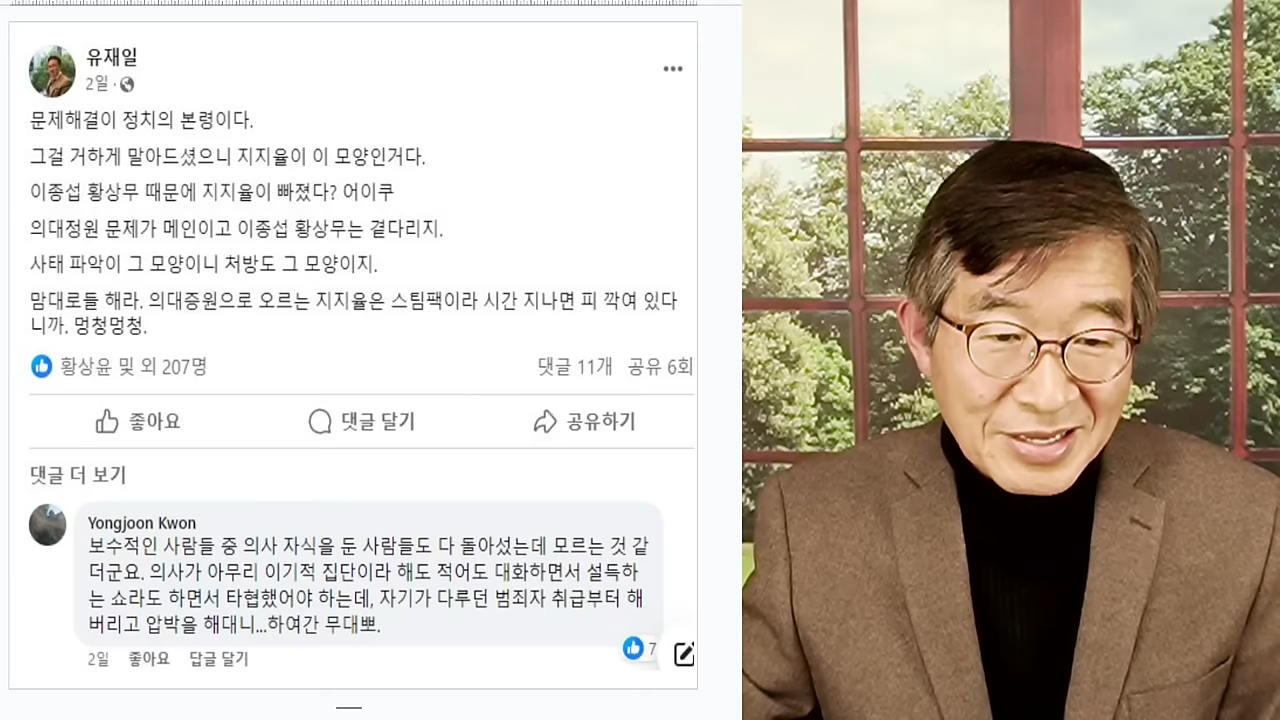 유재일
2일 ·
문제해결이 정치의 본령이다.
그걸 거하게 말아드셨으니 지지율이 이 모양인거다.
이종섭 황상무 때문에 지지율이 빠졌다? 어이쿠
의대정원 문제가 메인이고 이종섭 황상무는 곁다리지.
사태 파악이 그 모양이니 처방도 그 모양이지.
맘대로들 해라. 의대증원으로 오르는 지지율은 스팀팩이라 시간 지나면 피 깍여 있다
니까. 멍청멍청.
황상윤 및 외 207명
댓글 11개 공유 6회
좋아요 댓글 달기 공유하기
댓글 더 보기
Yongjoon Kwon
보수적인 사람들 중 의사 자식을 둔 사람들도 다 돌아섰는데 모르는 것 같
더군요. 의사가 아무리 이기적 집단이라 해도 적어도 대화하면서 설득하
는 쇼라도 하면서 타협했어야 하는데, 자기가 다루던 범죄자 취급부터 해
버리고 압박을 해대니...하여간 무대뽀.
2일 좋아요 답글 달기
7